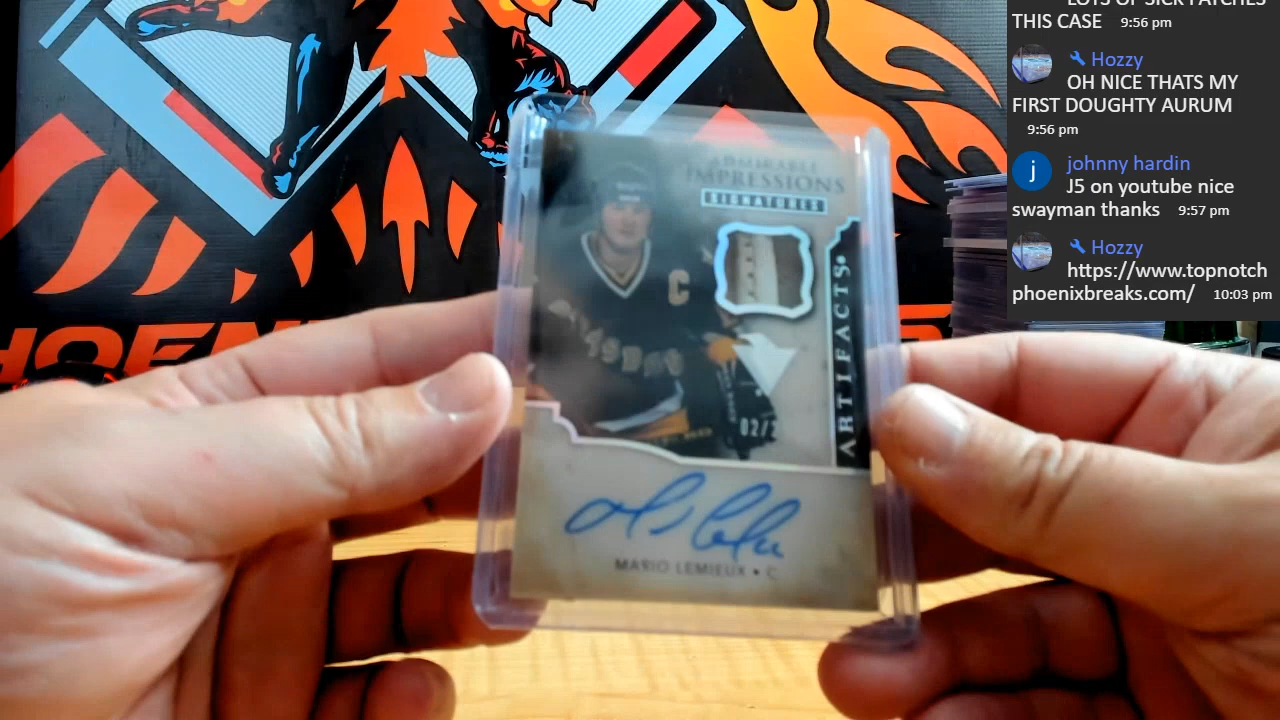 THIS CASE 9:56 pm
Hozzy
OH NICE THATS MY
FIRST DOUGHTY AURUM
9:56 pm
j johnny hardin
J5 on youtube nice
swayman thanks 9:57 pm
Hozzy
https://www.topnotch
phoenixbreaks.com/ 10:03 pm
ADMIRABLE
IMPRESSIONS
SIGNATURES
C
ARTIFACTS
MARIO LEMIEUX • C